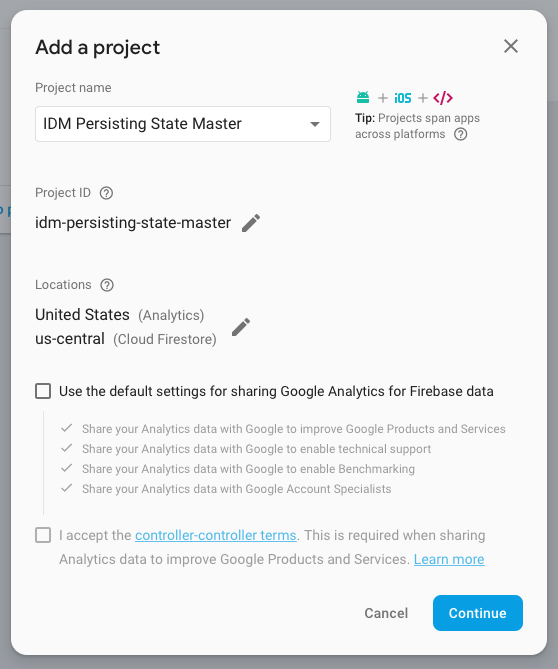 Add a project
Project name
IDM Persisting State Master
+ iOS + </>
Tip: Projects span apps
across platforms
Project ID
idm-persisting-state-master
Locations
United States (Analytics)
us-central (Cloud Firestore)
Use the default settings for sharing Google Analytics for Firebase data
Share your Analytics data with Google to improve Google Products and Services
Share your Analytics data with Google to enable technical support
Share your Analytics data with Google to enable Benchmarking
Share your Analytics data with Google Account Specialists
I accept the controller-controller terms. This is required when sharing
Analytics data to improve Google Products and Services. Learn more
Cancel Continue